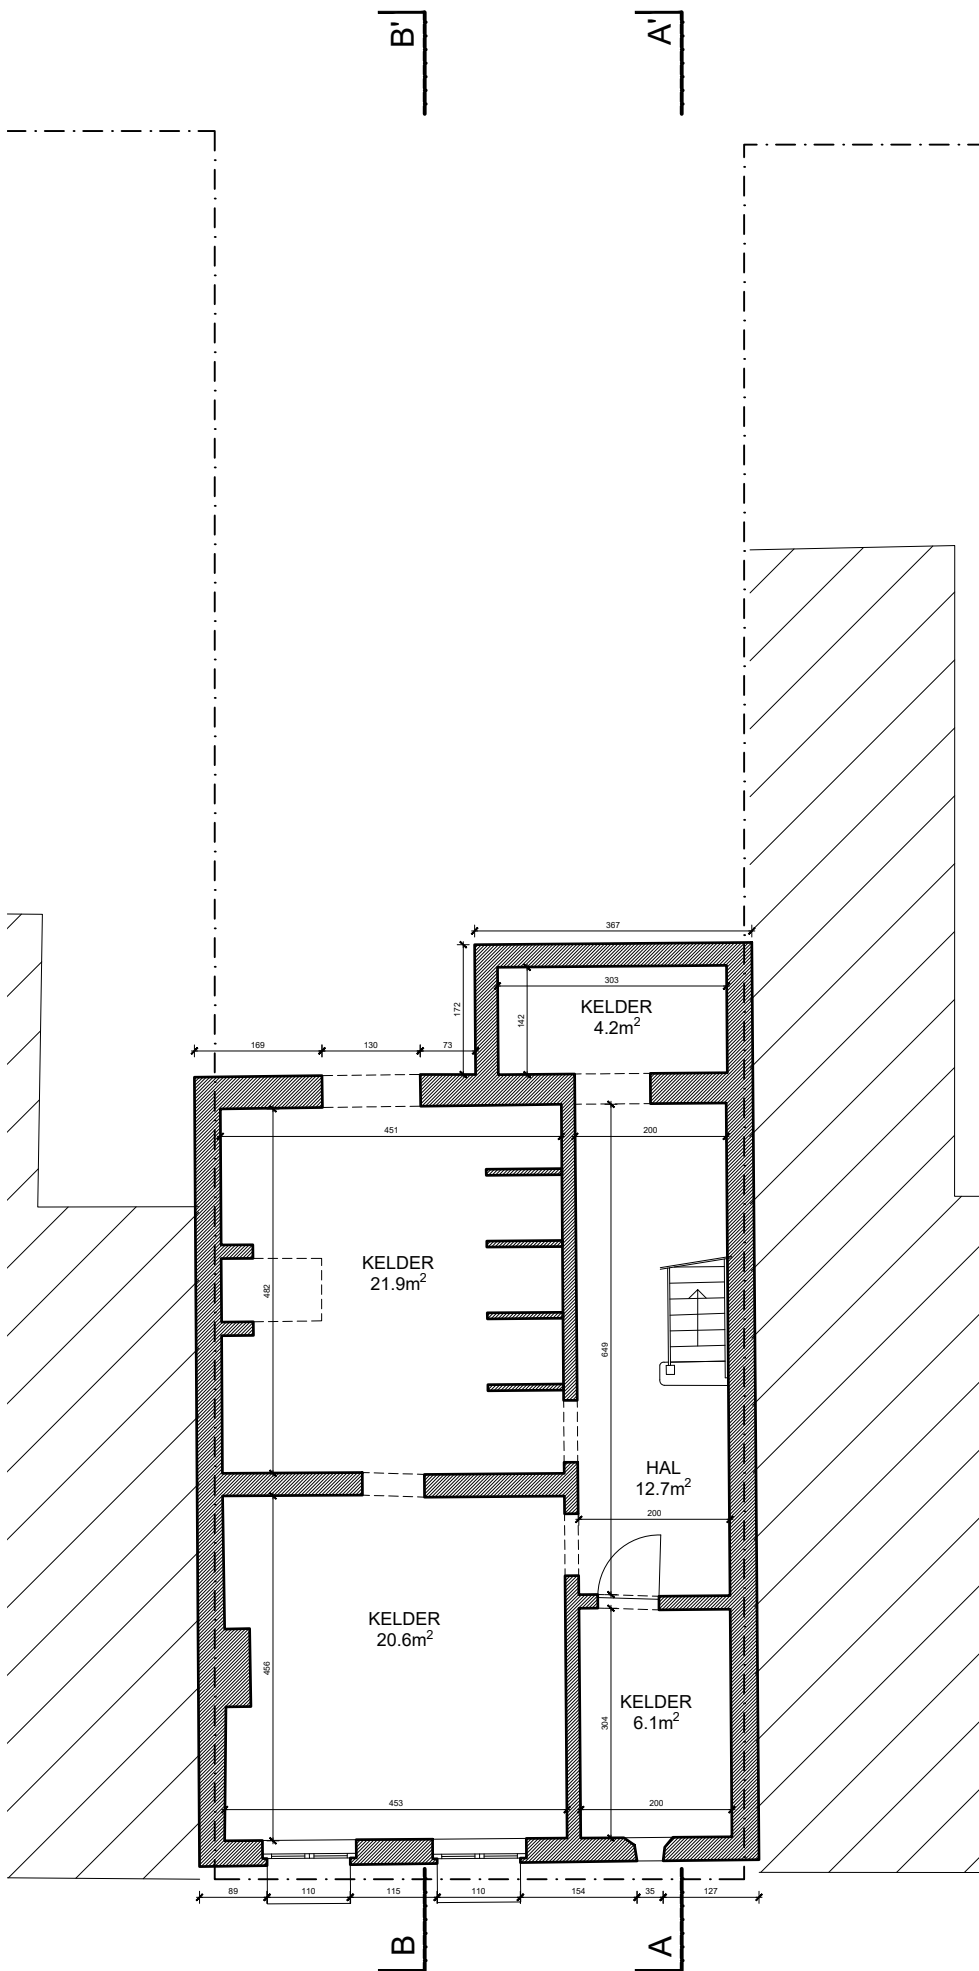 B'
A'
367
303
KELDER
4.2m²
172
142
169
130
73
451
200
KELDER
21.9m²
482
649
HAL
12.7m²
200
KELDER
20.6m²
456
KELDER
6.1m²
304
453
200
89
110
115
110
154
35
127
B
A